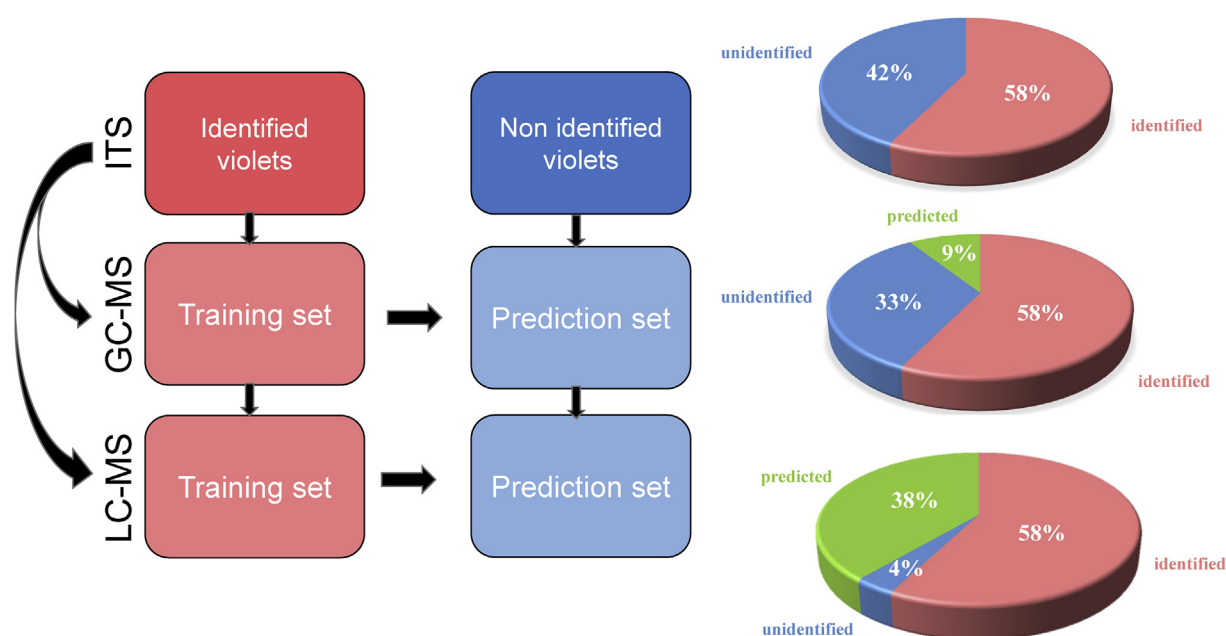 ITS
Identified
violets
Non identified
violets
GC-MS
Training set
Prediction set
LC-MS
Training set
Prediction set
unidentified
42%
58%
identified
predicted
9%
unidentified
33%
58%
identified
predicted
38%
58%
4%
identified
unidentified